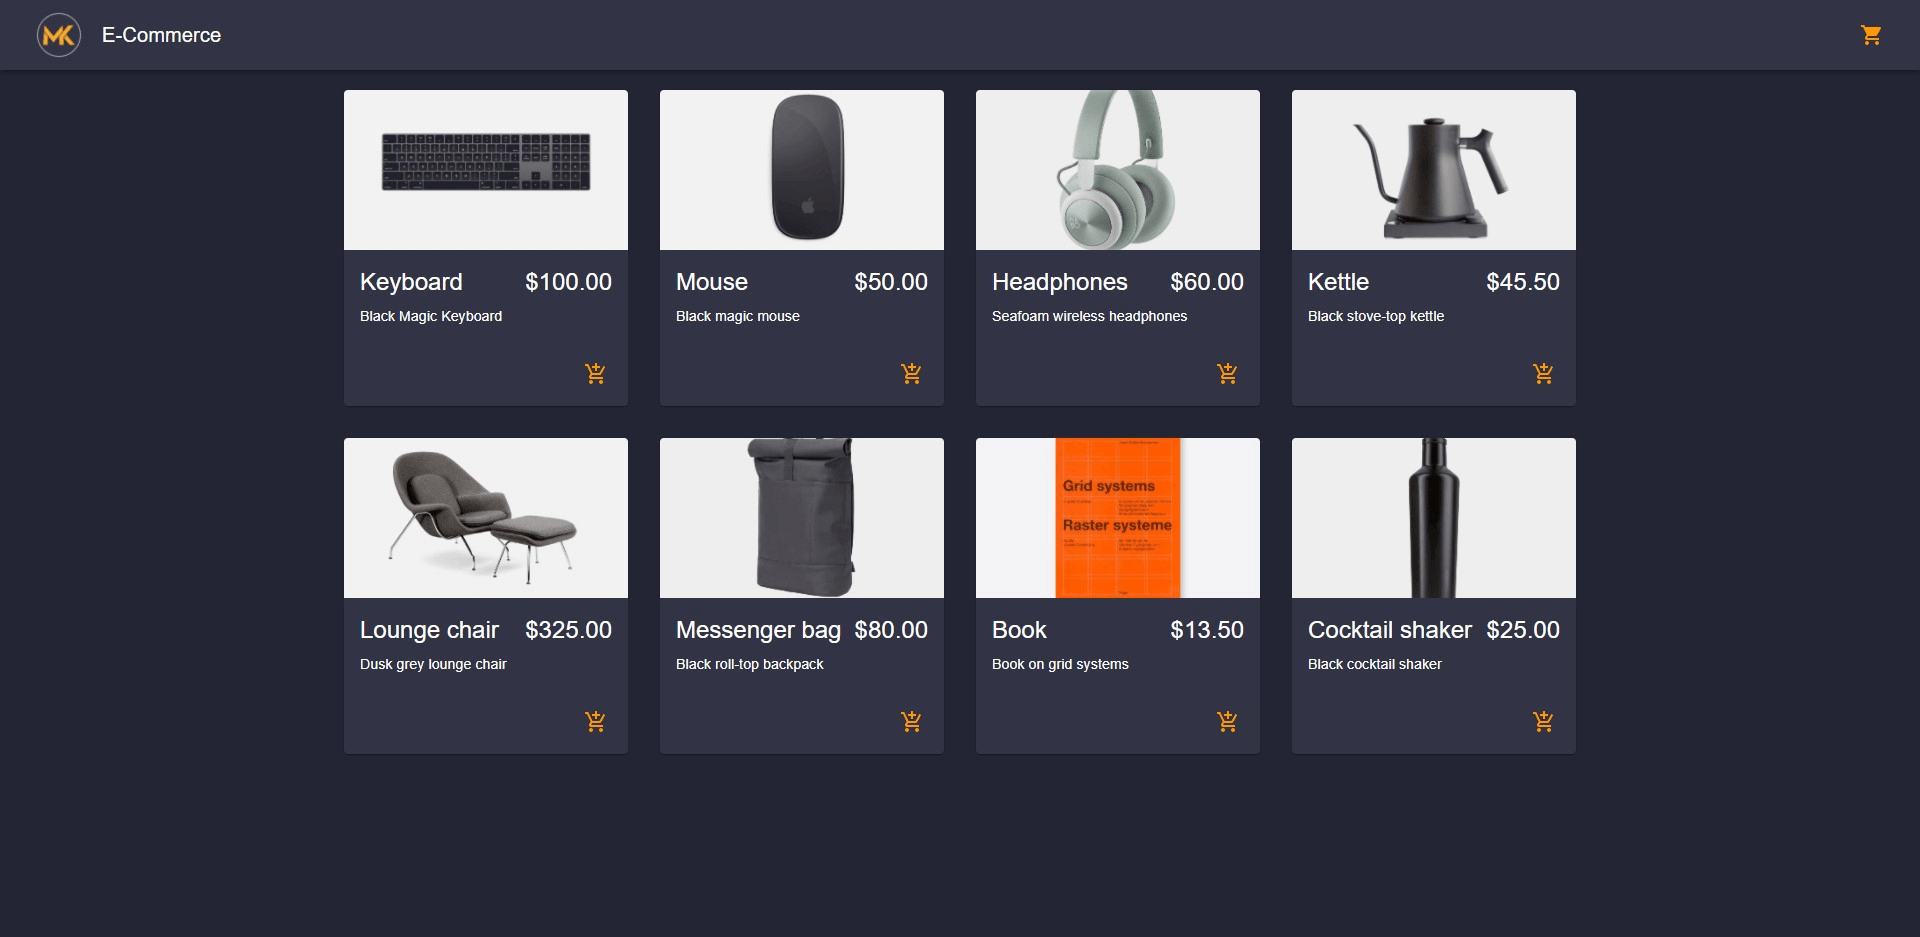 MK
E-Commerce
Keyboard $100.00
Black Magic Keyboard
Mouse $50.00
Black magic mouse
Headphones $60.00
Seafoam wireless headphones
Kettle $45.50
Black stove-top kettle
Grid systems
Raster systeme
Lounge chair $325.00
Dusk grey lounge chair
Messenger bag $80.00
Black roll-top backpack
Book $13.50
Book on grid systems
Cocktail shaker $25.00
Black cocktail shaker